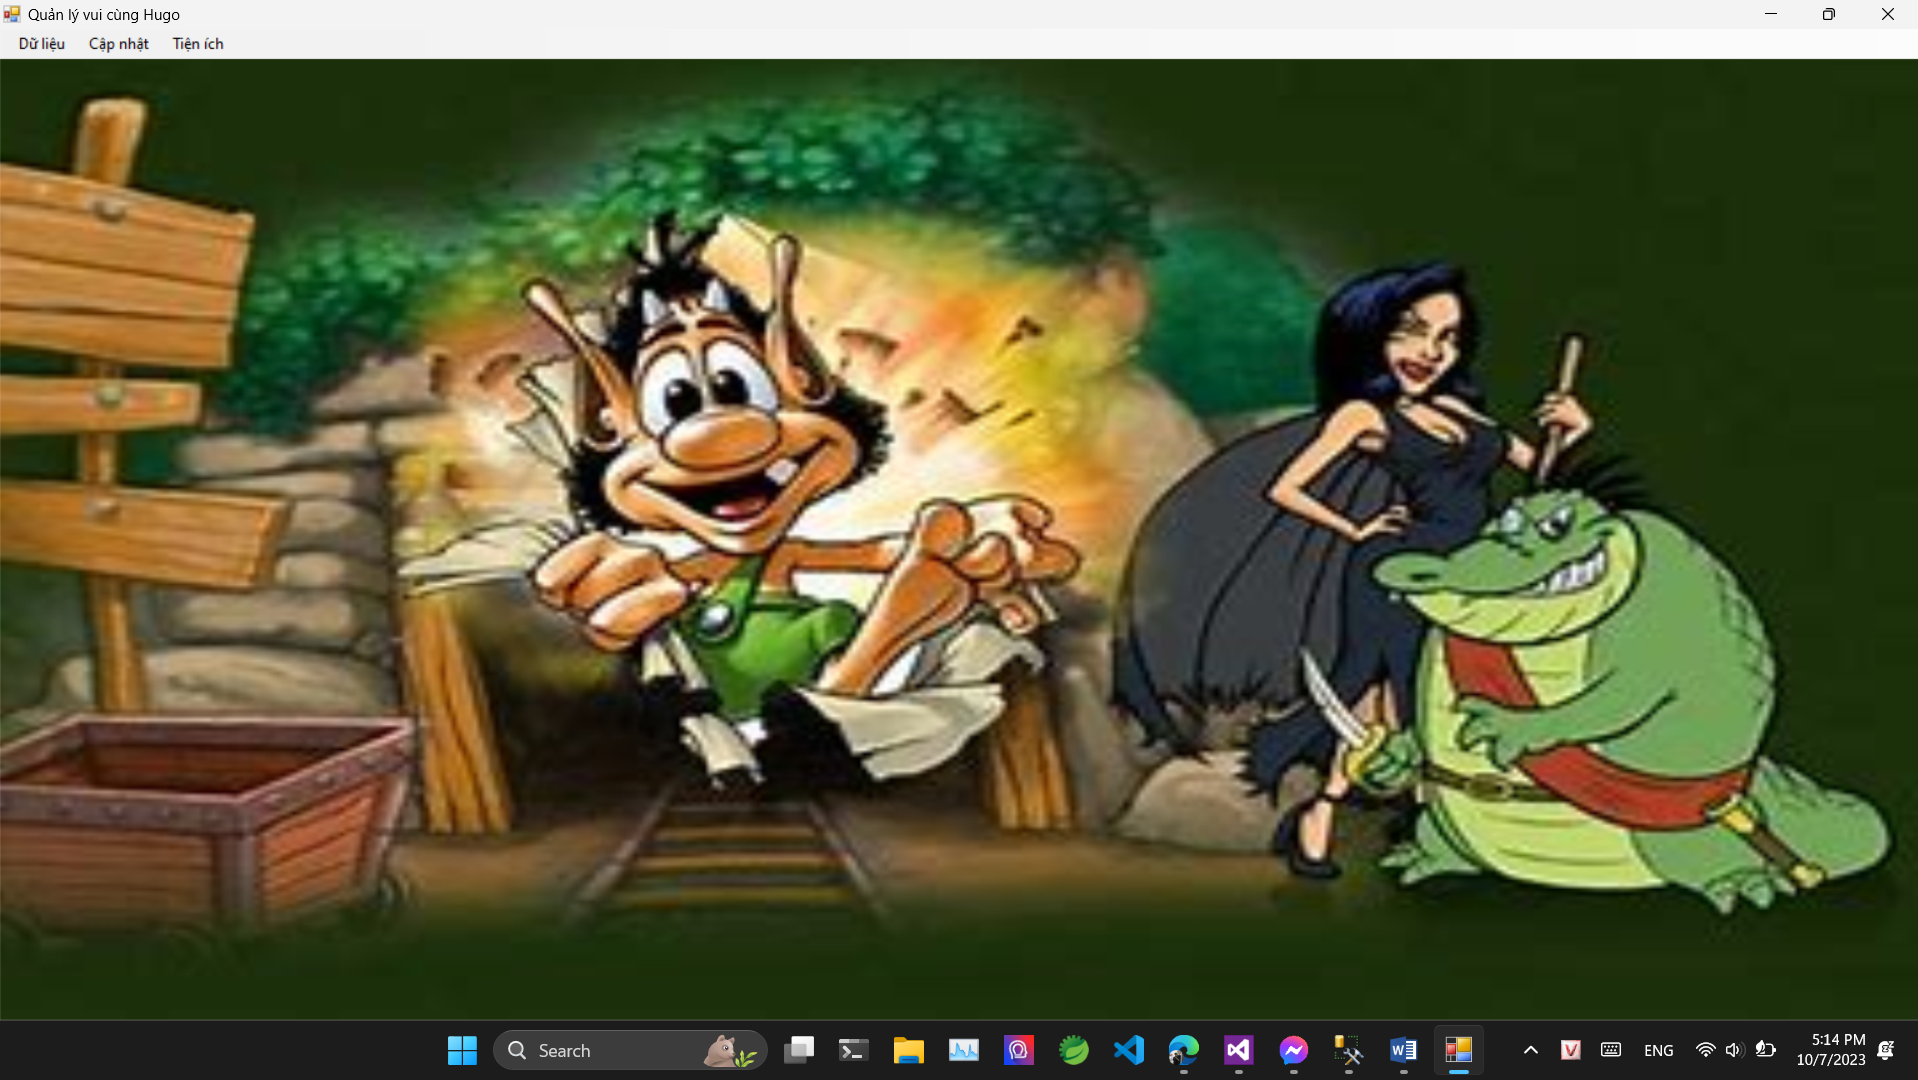 Quản lý vui cùng Hugo
Dữ liệu Cập nhật Tiện ích
Search
ENG
5:14 PM
10/7/2023